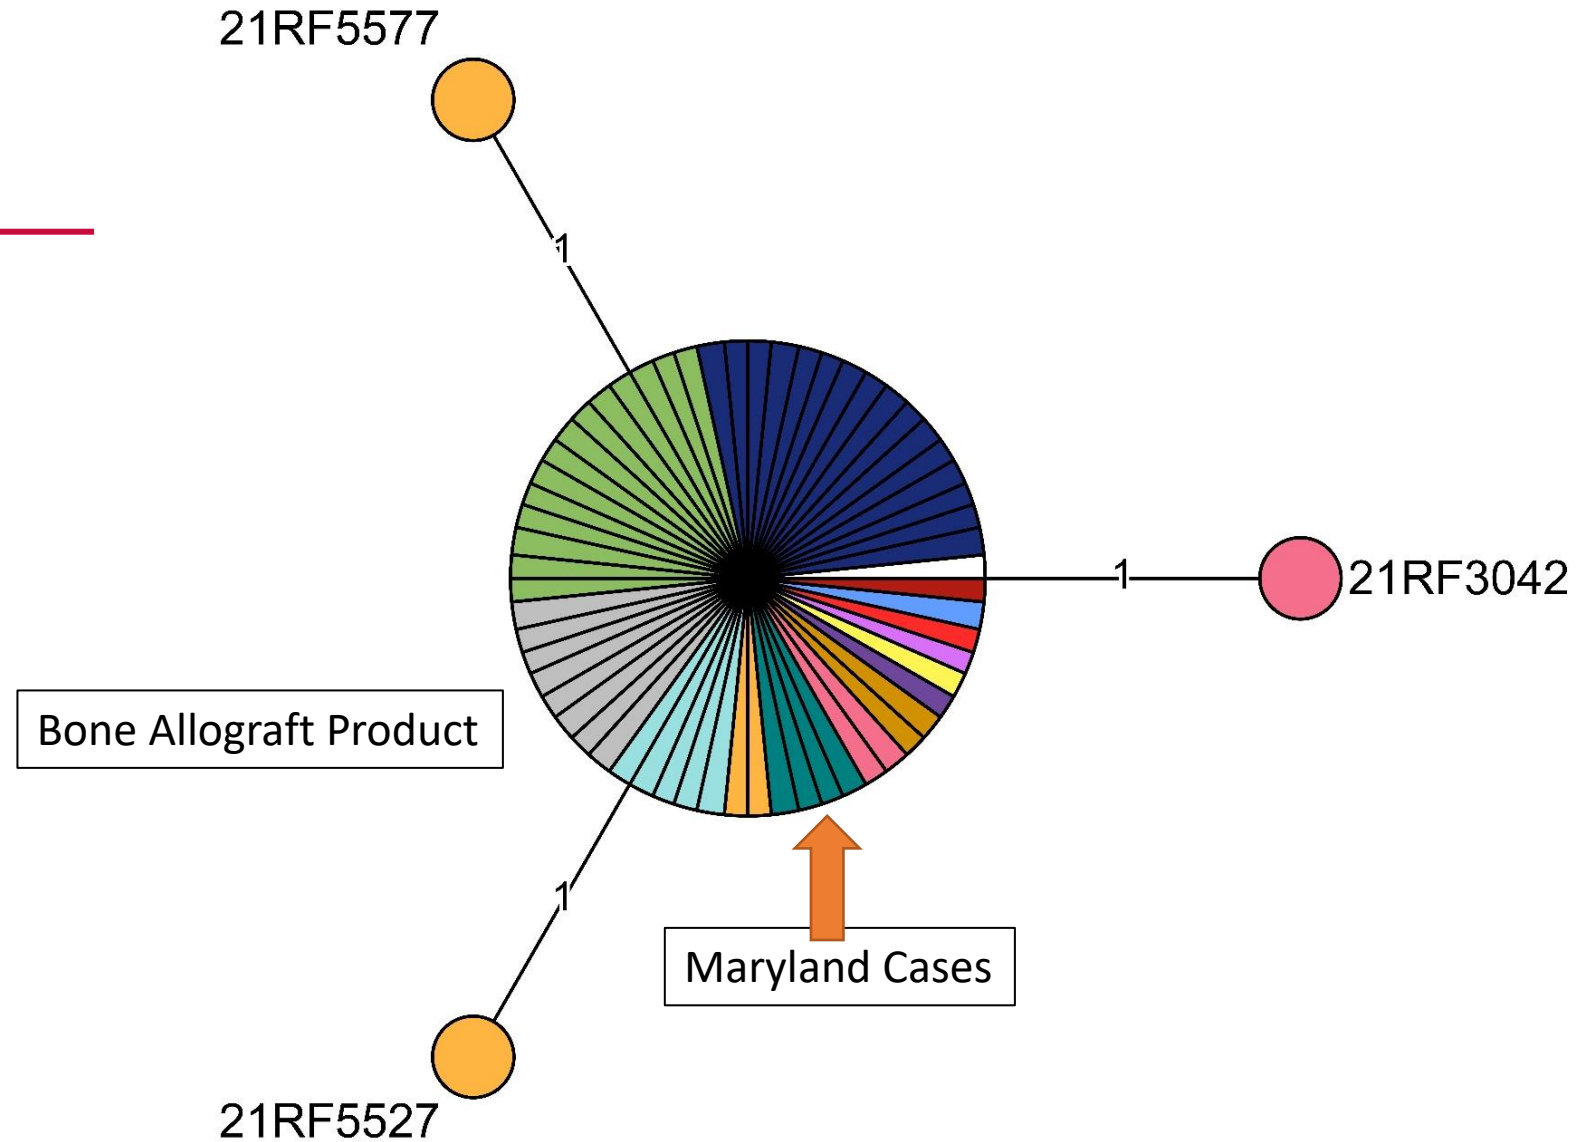 21RF5577
1
1
21RF3042
Bone Allograft Product
1
Maryland Cases
21RF5527